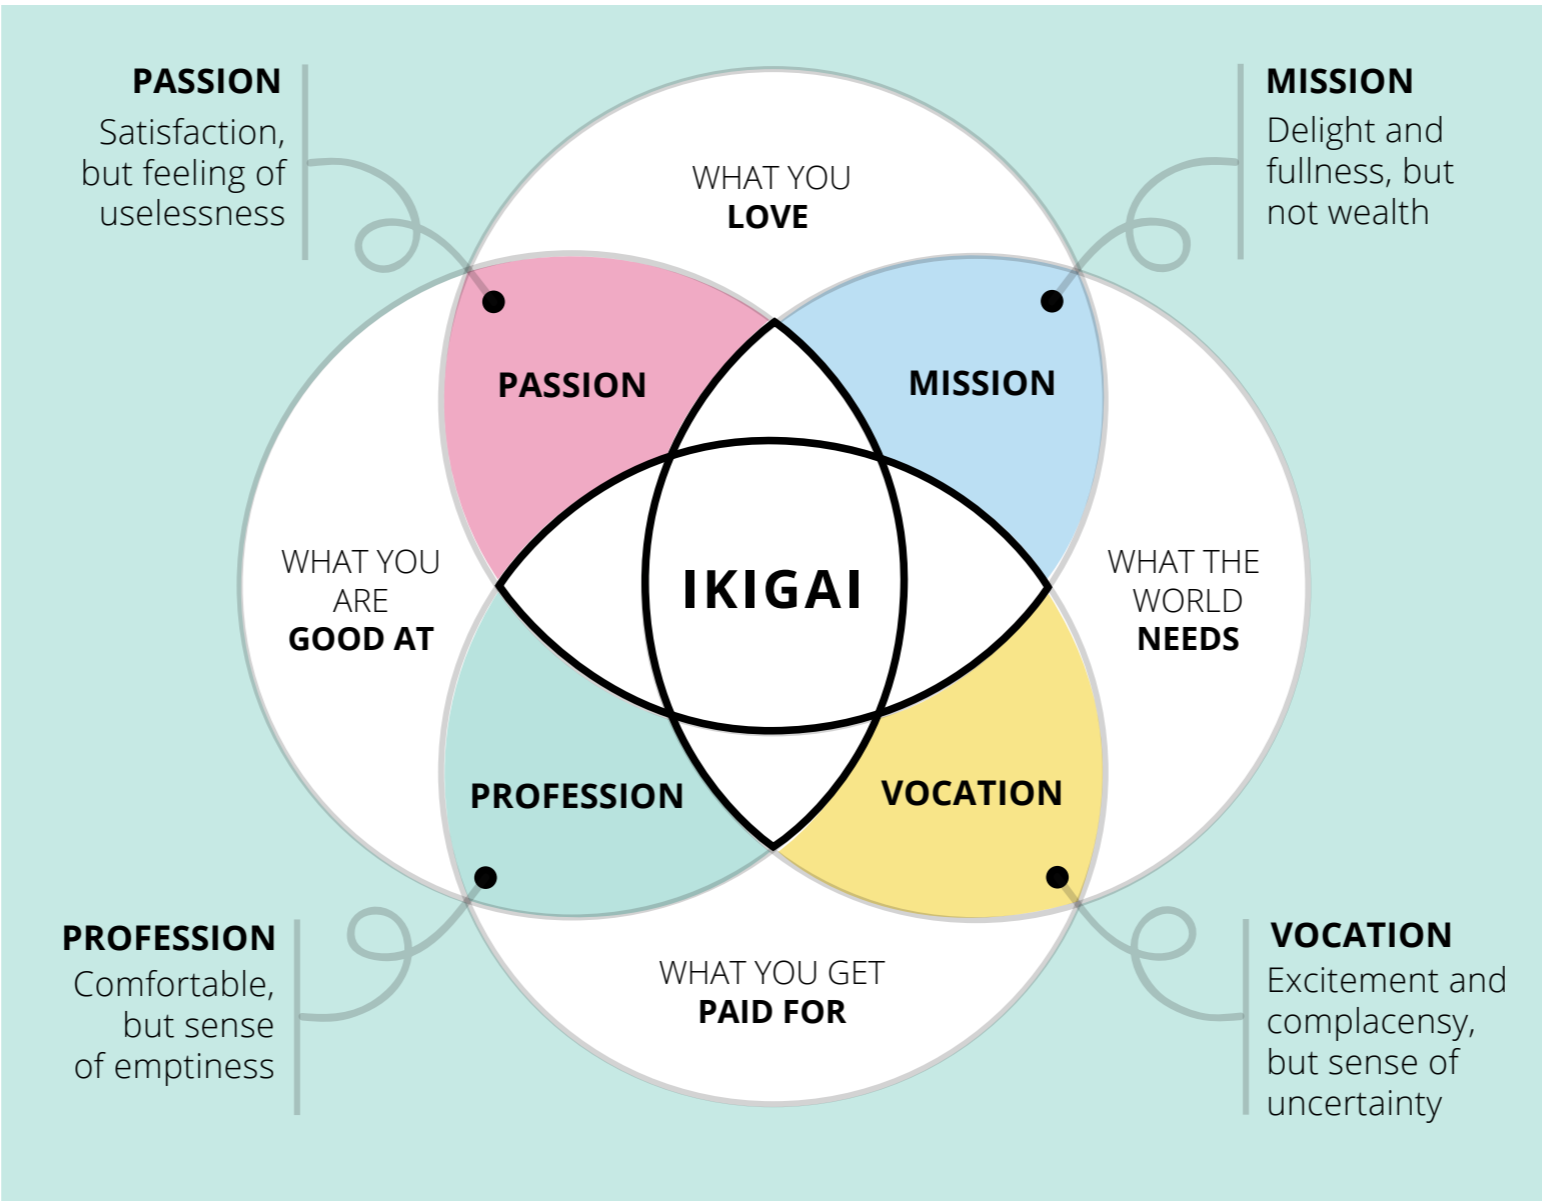 PASSION
Satisfaction,
but feeling of
uselessness
MISSION
Delight and
fullness, but
not wealth
WHAT YOU
LOVE
PASSION
MISSION
WHAT YOU
ARE
GOOD AT
IKIGAI
WHAT THE
WORLD
NEEDS
PROFESSION
VOCATION
WHAT YOU GET
PAID FOR
PROFESSION
Comfortable,
but sense
of emptiness
VOCATION
Excitement and
complacensy,
but sense of
uncertainty